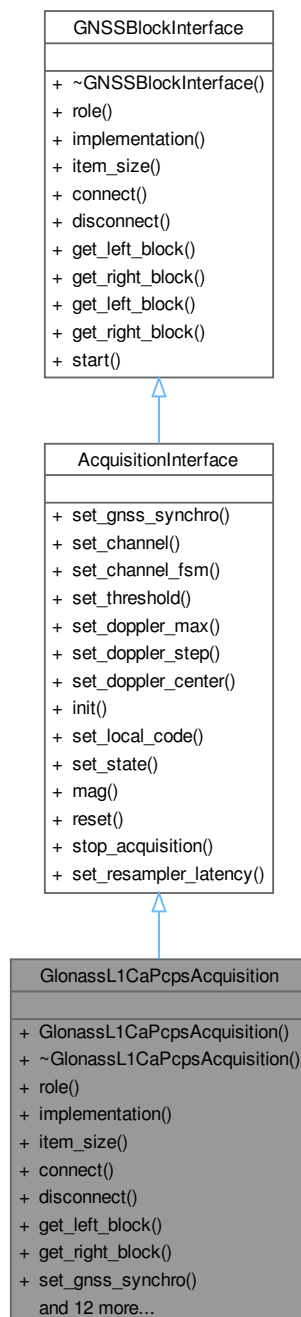 GNSSBlockInterface
+ ~GNSSBlockInterface()
+ role()
+ implementation()
+ item_size()
+ connect()
+ disconnect()
+ get_left_block()
+ get_right_block()
+ get_left_block()
+ get_right_block()
+ start()
AcquisitionInterface
+ set_gnss_synchro()
+ set_channel()
+ set_channel_fsm()
+ set_threshold()
+ set_doppler_max()
+ set_doppler_step()
+ set_doppler_center()
+ init()
+ set_local_code()
+ set_state()
+ mag()
+ reset()
+ stop_acquisition()
+ set_resampler_latency()
GlonassL1CaPcpsAcquisition
+ GlonassL1CaPcpsAcquisition()
+ ~GlonassL1CaPcpsAcquisition()
+ role()
+ implementation()
+ item_size()
+ connect()
+ disconnect()
+ get_left_block()
+ get_right_block()
+ set_gnss_synchro()
and 12 more...